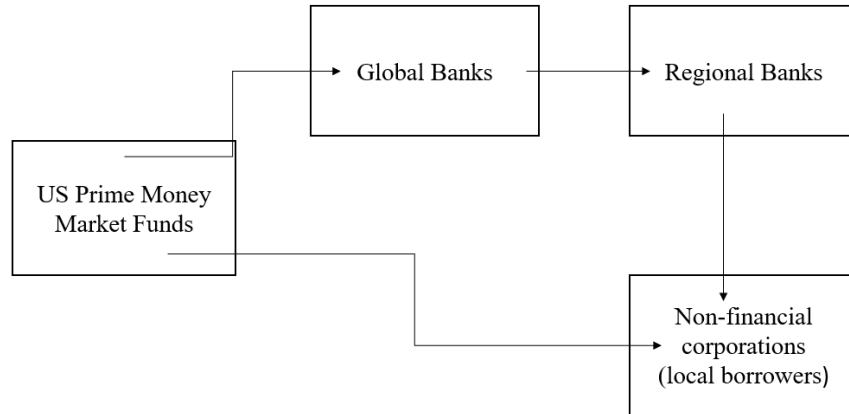 Global Banks
Regional Banks
US Prime Money
Market Funds
Non-financial
corporations
(local borrowers)